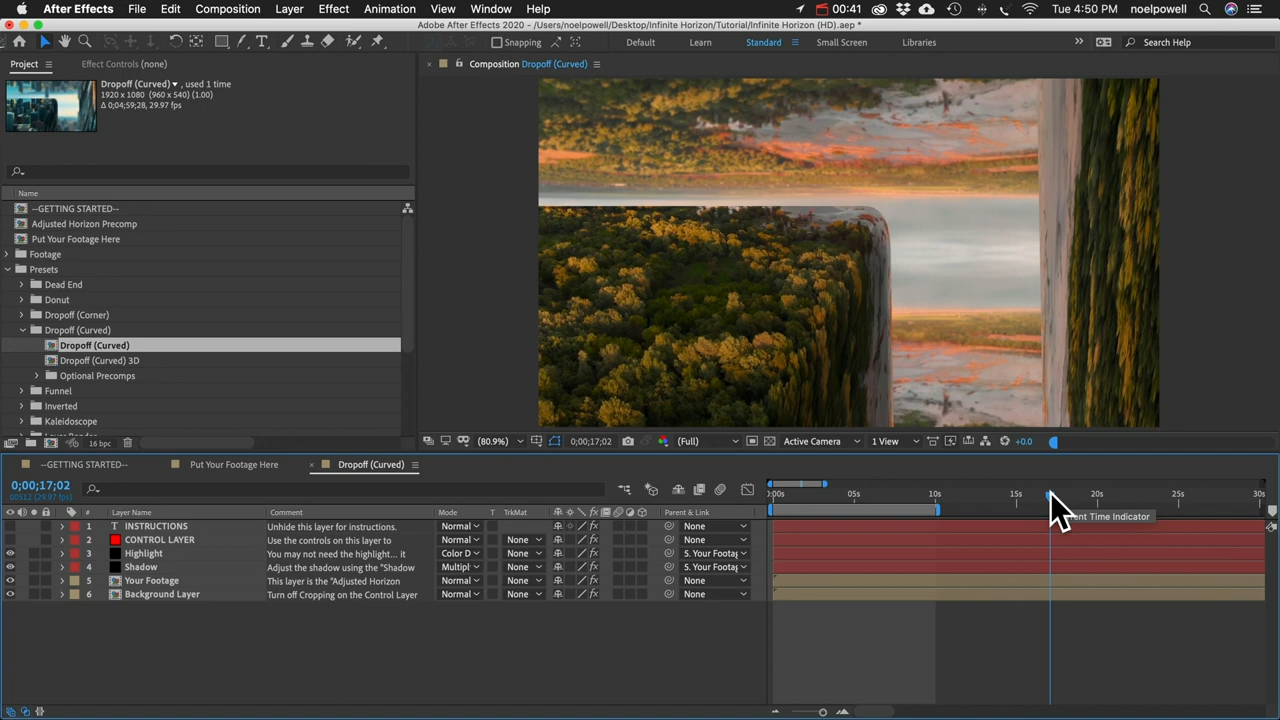 After Effects File Edit Composition Layer Effect Animation View Window Help 00:41 Tue 4:50 PM noelpowell
Adobe After Effects 2020 - /Users/noelpowell/Desktop/Infinite Horizon/Tutorial/Infinite Horizon (HD).aep *
Snapping Default Learn Standard Small Screen Libraries Search Help
Project Effect Controls (none) Composition Dropoff (Curved)
Dropoff (Curved) , used 1 time
1920 x 1080 (960 x 540) (1.00)
Δ 0;04;59;28, 29.97 fps
Name
--GETTING STARTED--
Adjusted Horizon Precomp
Put Your Footage Here
Footage
Presets
Dead End
Donut
Dropoff (Corner)
Dropoff (Curved)
Dropoff (Curved)
Dropoff (Curved) 3D
Optional Precomps
Funnel
Inverted
Kaleidoscope
16 bpc
(80.9%) 0;00;17;02 (Full) Active Camera 1 View +0.0
--GETTING STARTED-- Put Your Footage Here Dropoff (Curved)
0;00;17;02
00512 (29.97 fps)
0:00s 05s 10s 15s 20s 25s 30s
# Layer Name Comment Mode T TrkMat Parent & Link
1 T INSTRUCTIONS Unhide this layer for instructions. Normal None
2 CONTROL LAYER Use the controls on this layer to Normal None None
3 Highlight You may not need the highlight... it Color D None 5. Your Footag
4 Shadow Adjust the shadow using the "Shadow Multipl None 5. Your Footag
5 Your Footage This layer is the "Adjusted Horizon Normal None None
6 Background Layer Turn off Cropping on the Control Layer Normal None None
Time Indicator